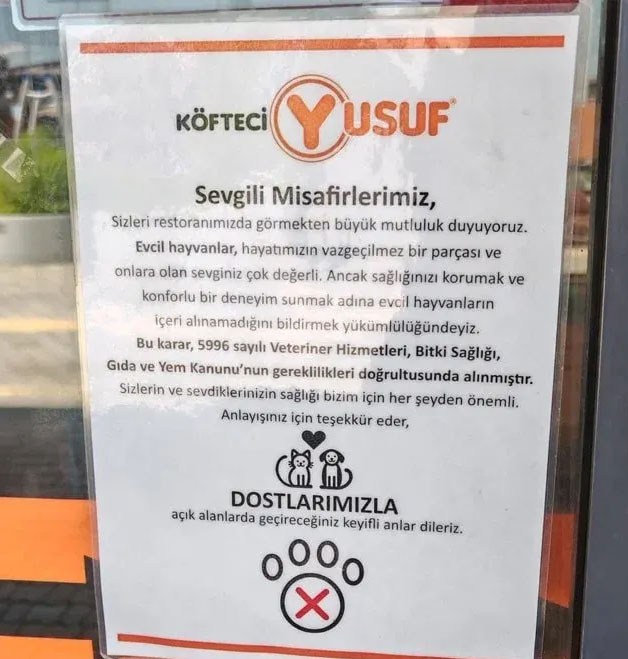 KÖFTECİ YUSUF®
Sevgili Misafirlerimiz,
Sizleri restoranımızda görmekten büyük mutluluk duyuyoruz.
Evcil hayvanlar, hayatımızın vazgeçilmez bir parçası ve
onlara olan sevginiz çok değerli. Ancak sağlığınızı korumak ve
konforlu bir deneyim sunmak adına evcil hayvanların
içeri alınamadığını bildirmek yükümlülüğündeyiz.
Bu karar, 5996 sayılı Veteriner Hizmetleri, Bitki Sağlığı,
Gıda ve Yem Kanunu'nun gereklilikleri doğrultusunda alınmıştır.
Sizlerin ve sevdiklerinizin sağlığı bizim için her şeyden önemli.
Anlayışınız için teşekkür eder,
DOSTLARIMIZLA
açık alanlarda geçireceğiniz keyifli anlar dileriz.